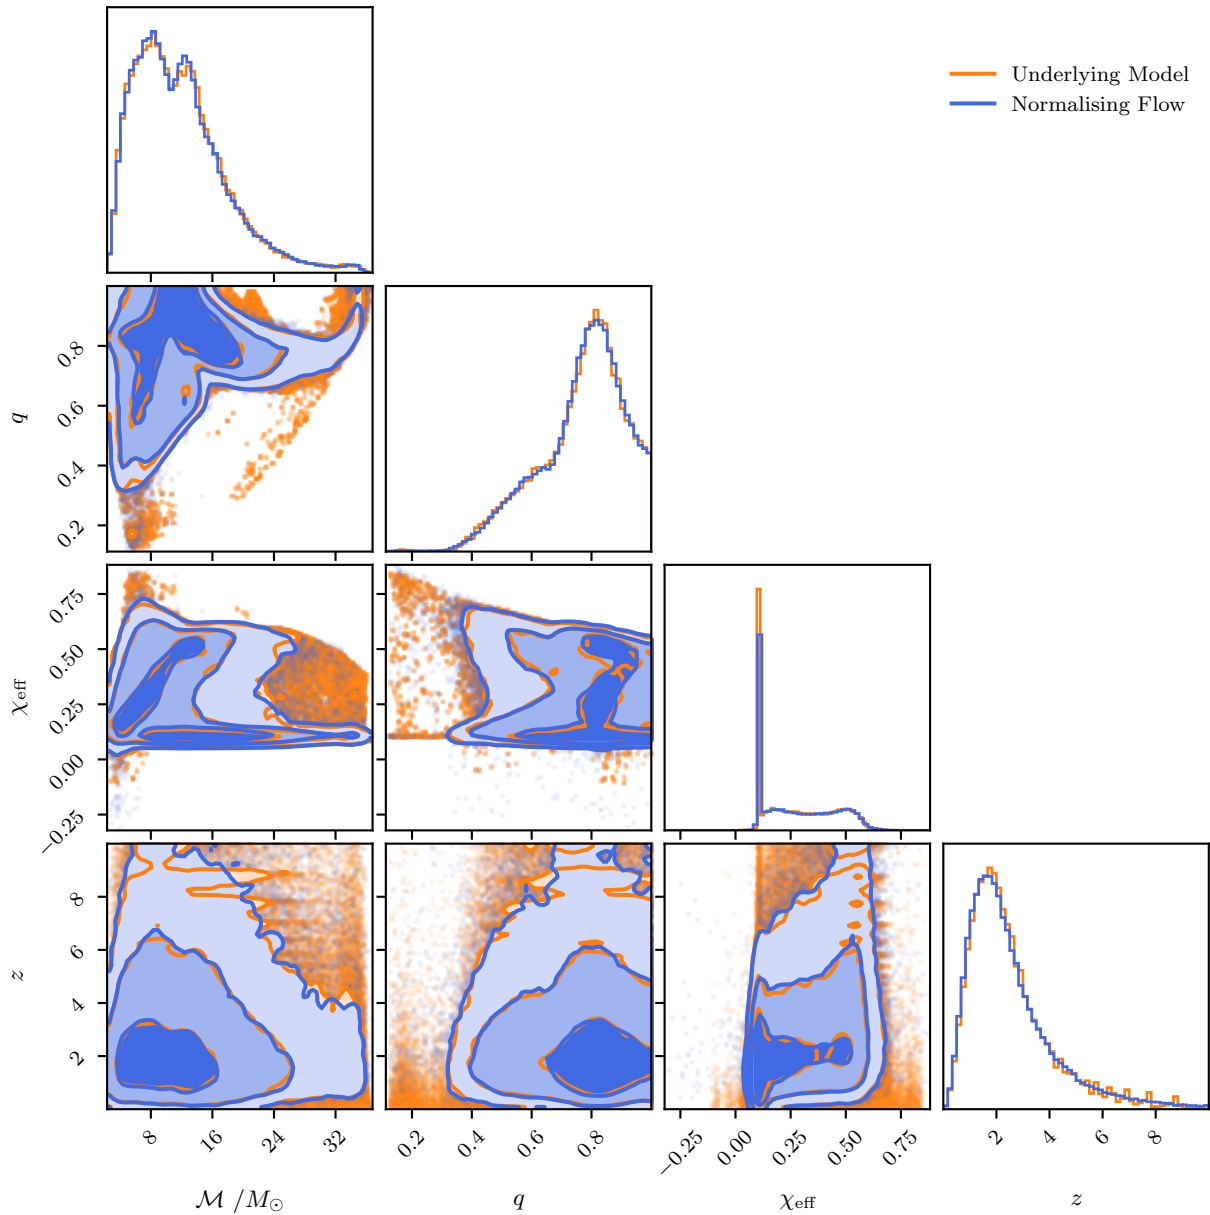 Underlying Model
Normalising Flow
q
0.8
0.6
0.4
0.2
χeff
0.75
0.50
0.25
0.00
−0.25
z
8
6
4
2
8 16 24 32
0.2 0.4 0.6 0.8
−0.25 0.00 0.25 0.50 0.75
2 4 6 8
ℳ /M⊙
q
χeff
z